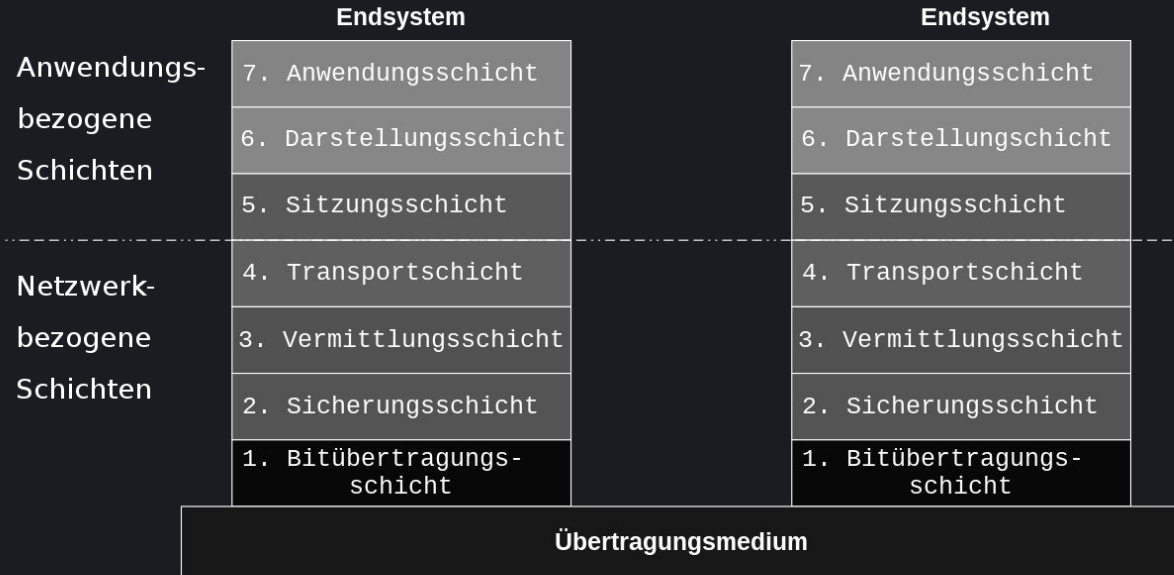 Endsystem
Endsystem
Anwendungs-
bezogene
Schichten
7. Anwendungsschicht
6. Darstellungsschicht
5. Sitzungsschicht
7. Anwendungsschicht
6. Darstellungschicht
5. Sitzungsschicht
Netzwerk-
bezogene
Schichten
4. Transportschicht
3. Vermittlungsschicht
2. Sicherungsschicht
1. Bitübertragungs-
schicht
4. Transportschicht
3. Vermittlungsschicht
2. Sicherungsschicht
1. Bitübertragungs-
schicht
Übertragungsmedium